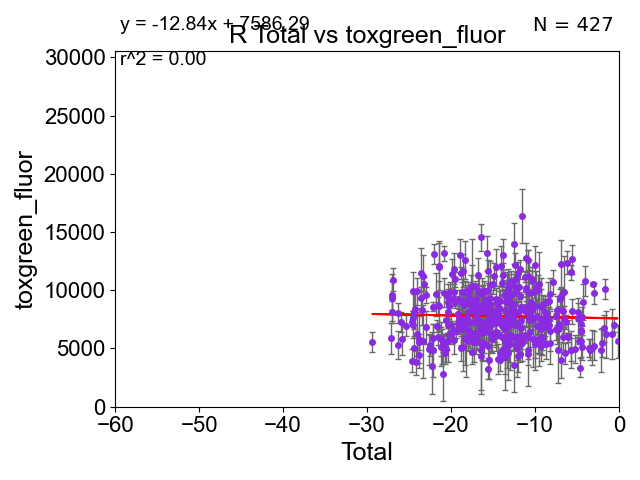 y = -12.84x + 7586.29
N = 427
R Total vs toxgreen_fluor
r^2 = 0.00
30000
25000
20000
15000
10000
5000
0
toxgreen_fluor
−60 −50 −40 −30 −20 −10 0
Total